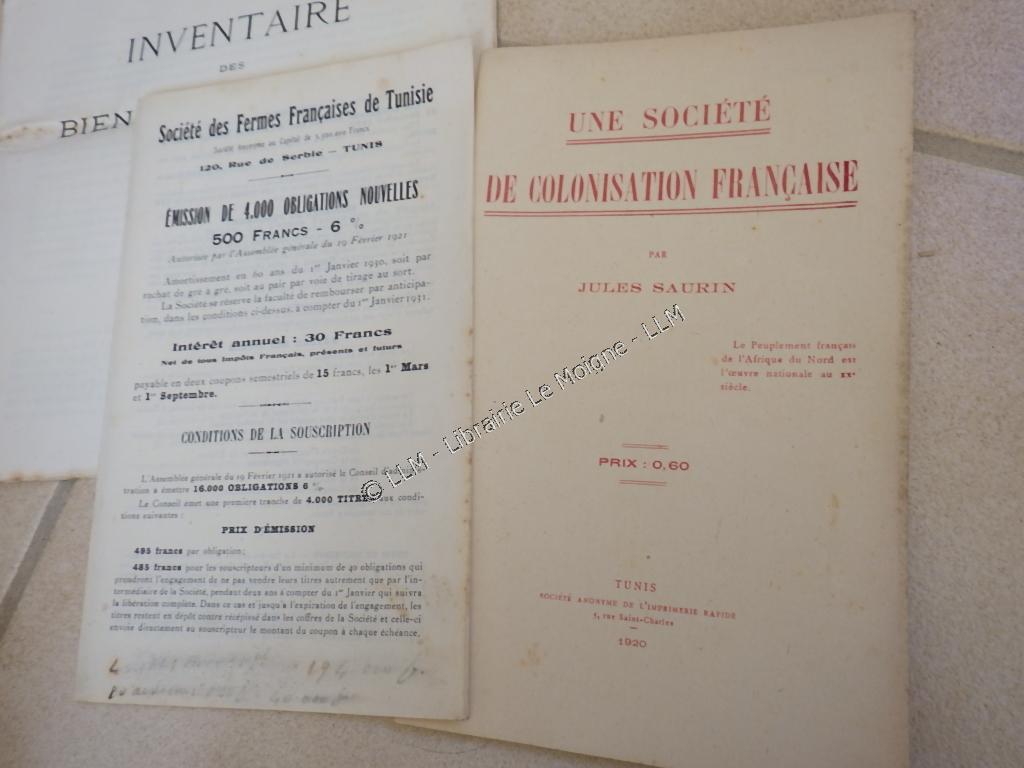 INVENTAIRE
DES
BIEN
Société des Fermes Françaises de Tunisie
Société Anonyme au Capital de Francs
120, Rue de Serbie — TUNIS
ÉMISSION DE 4.000 OBLIGATIONS NOUVELLES
500 FRANCS - 6 %
Autorisée par l'Assemblée générale du 19 Février 1921
Amortissement en 60 ans du 1er Janvier 1930, soit par
rachat de gré à gré, soit au pair par voie de tirage au sort.
La Société se réserve la faculté de rembourser par anticipa-
tion, dans les conditions ci-dessus, à compter du 1er Janvier 1931.
Intérêt annuel : 30 Francs
Net de tous impôts Français, présents et futurs
payable en deux coupons semestriels de 15 francs, les 1er Mars
et 1er Septembre.
CONDITIONS DE LA SOUSCRIPTION
L'Assemblée générale du 19 Février 1921 a autorisé le Conseil d'adminis-
tration à émettre 16.000 OBLIGATIONS 6 %
Le Conseil émet une première tranche de 4.000 TITRES aux condi-
tions suivantes :
PRIX D'ÉMISSION
495 francs par obligation;
485 francs pour les souscripteurs d'un minimum de 40 obligations qui
prendront l'engagement de ne pas vendre leurs titres autrement que par l'in-
termédiaire de la Société, pendant deux ans à compter du 1er Janvier qui suivra
la libération complète. Dans ce cas et jusqu'à l'expiration de l'engagement, les
titres restent en dépôt contre récépissé dans les coffres de la Société et celle-ci
envoie directement au souscripteur le montant du coupon à chaque échéance.
UNE SOCIÉTÉ
DE COLONISATION FRANÇAISE
PAR
JULES SAURIN
Le Peuplement français
de l'Afrique du Nord est
l'œuvre nationale au XXe
siècle.
PRIX : 0,60
TUNIS
SOCIÉTÉ ANONYME DE L'IMPRIMERIE RAPIDE
5, rue Saint-Charles
1920
© LLM - Librairie Le Moigne - LLM